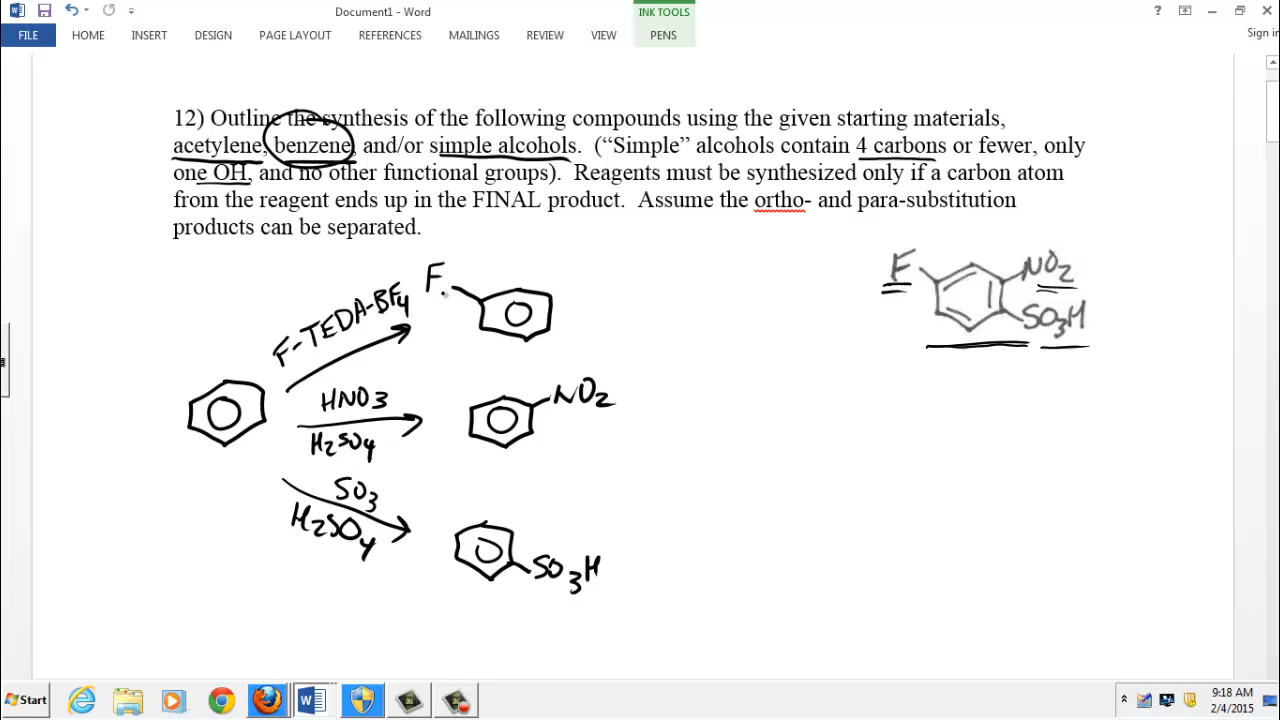 Document1 - Word
INK TOOLS
?
FILE
HOME
INSERT
DESIGN
PAGE LAYOUT
REFERENCES
MAILINGS
REVIEW
VIEW
PENS
Sign in
12) Outline the synthesis of the following compounds using the given starting materials,
acetylene, benzene, and/or simple alcohols. (“Simple” alcohols contain 4 carbons or fewer, only
one OH, and no other functional groups). Reagents must be synthesized only if a carbon atom
from the reagent ends up in the FINAL product. Assume the ortho- and para-substitution
products can be separated.
F NO2
SO3H
F-TEDA-BF4
F
HNO3
H2SO4
NO2
SO3
H2SO4
SO3H
Start
9:18 AM
2/4/2015